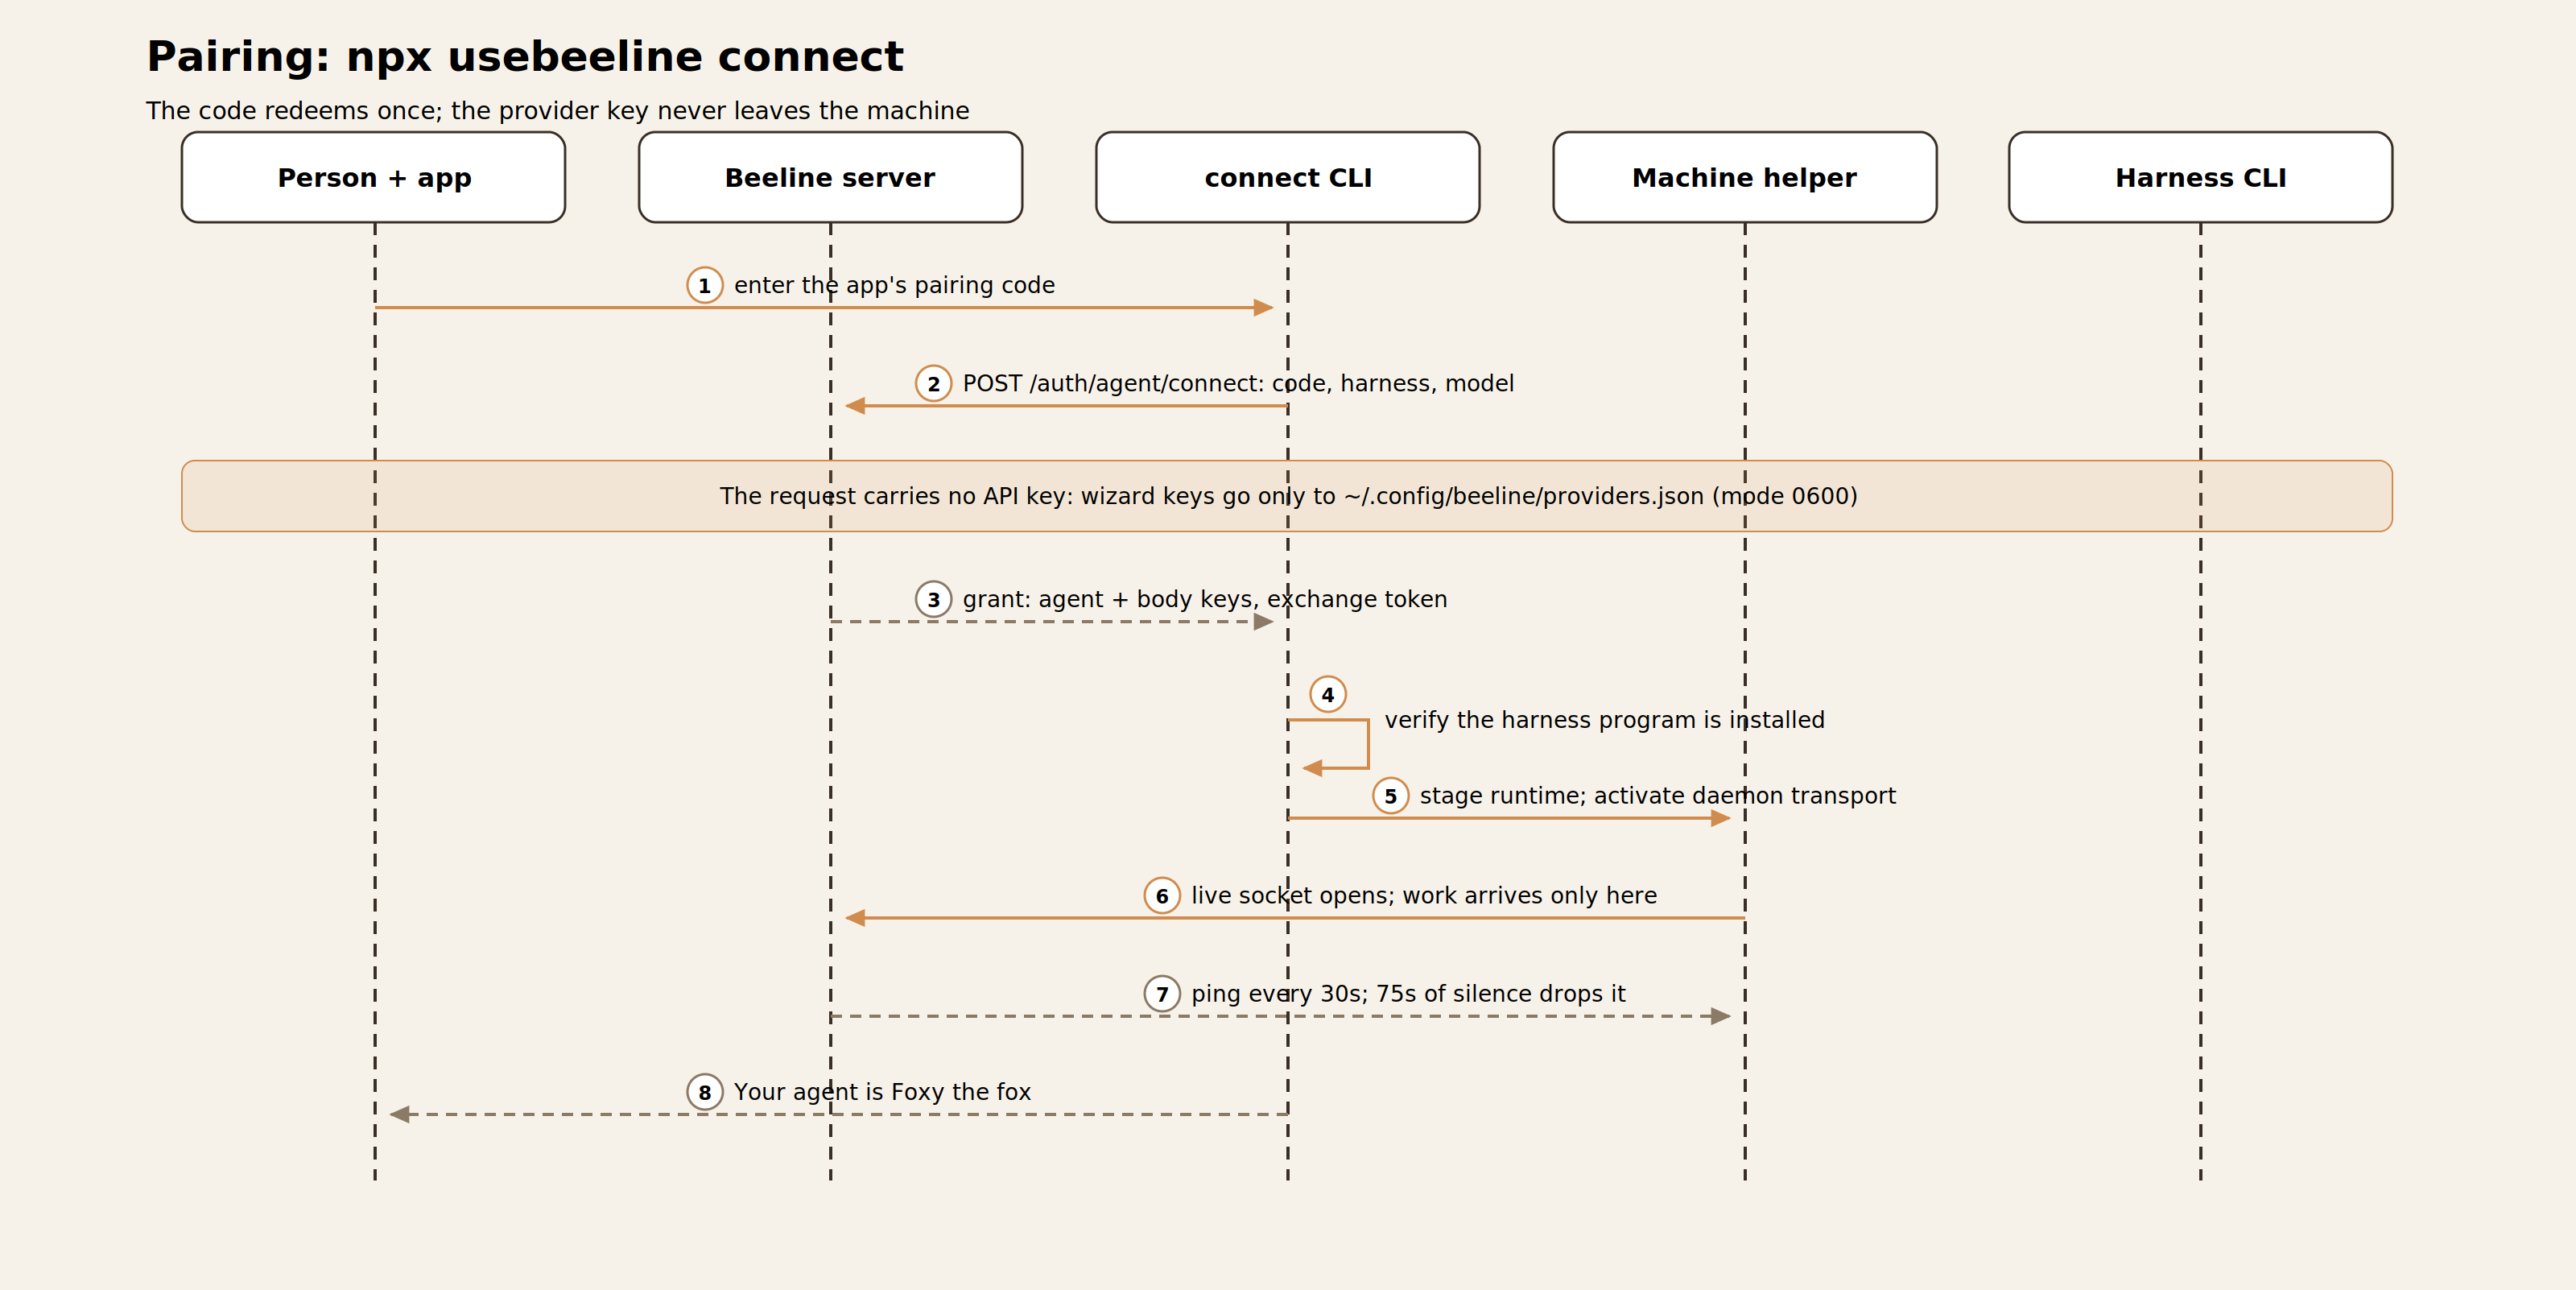 Pairing: npx usebeeline connect
The code redeems once; the provider key never leaves the machine
Person + app
Beeline server
connect CLI
Machine helper
Harness CLI
1 enter the app's pairing code
2 POST /auth/agent/connect: code, harness, model
The request carries no API key: wizard keys go only to ~/.config/beeline/providers.json (mode 0600)
3 grant: agent + body keys, exchange token
4 verify the harness program is installed
5 stage runtime; activate daemon transport
6 live socket opens; work arrives only here
7 ping every 30s; 75s of silence drops it
8 Your agent is Foxy the fox